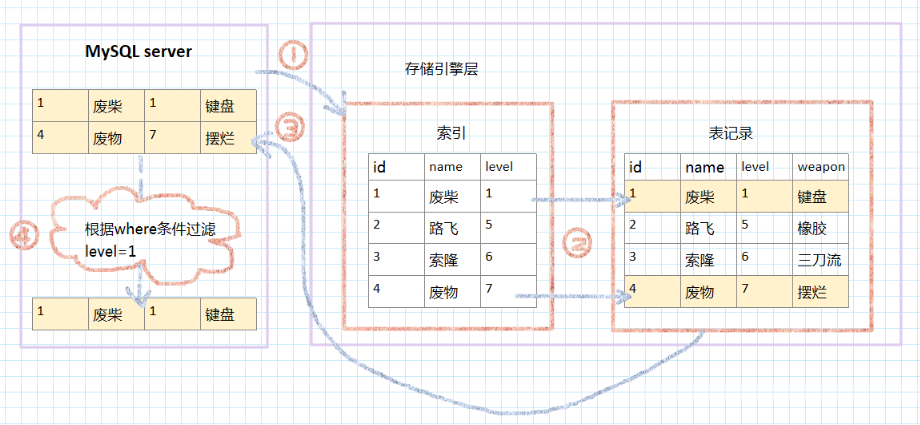 MySQL server
1 废柴 1 键盘
4 废物 7 摆烂
④
根据where条件过滤
level=1
1 废柴 1 键盘
①
③
存储引擎层
索引
id name level
1 废柴 1
2 路飞 5
3 索隆 6
4 废物 7
②
表记录
id name level weapon
1 废柴 1 键盘
2 路飞 5 橡胶
3 索隆 6 三刀流
4 废物 7 摆烂